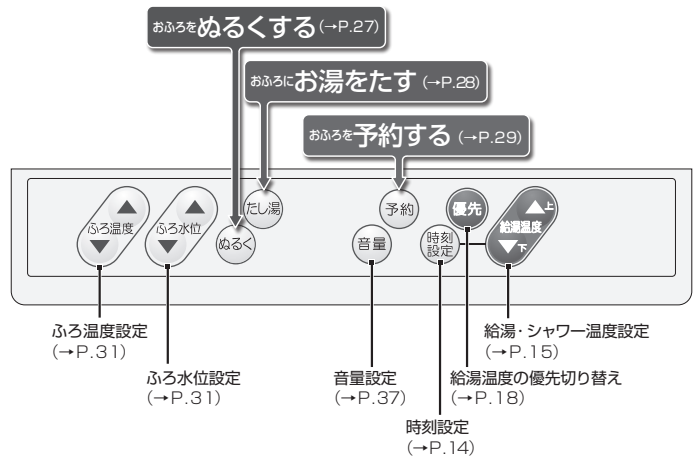 おふろをぬるくする(→P.27)
おふろにお湯をたす(→P.28)
おふろを予約する(→P.29)
ふろ温度
ふろ水位
たし湯
ぬるく
予約
音量
優先
時刻
設定
上
給湯温度
下
ふろ温度設定
(→P.31)
ふろ水位設定
(→P.31)
音量設定
(→P.37)
時刻設定
(→P.14)
給湯温度の優先切り替え
(→P.18)
給湯・シャワー温度設定
(→P.15)